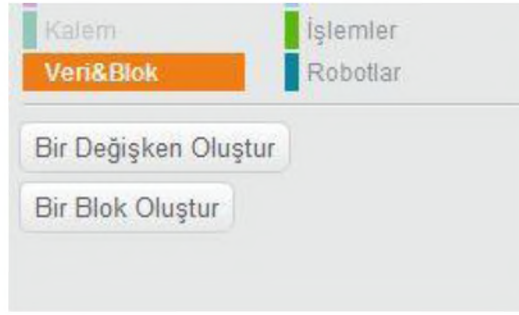 Kalem İşlemler
Veri&Blok Robotlar
Bir Değişken Oluştur
Bir Blok Oluştur